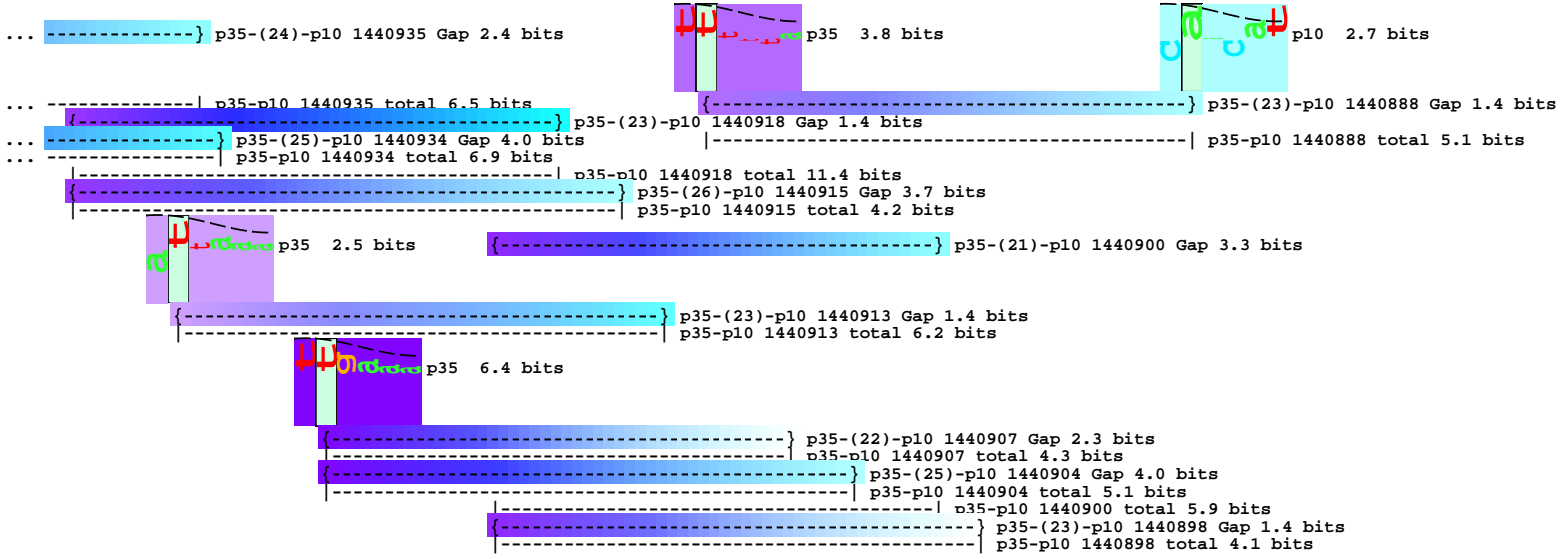 ... ------------} p35-(24)-p10 1440935 Gap 2.4 bits
p35 3.8 bits
p10 2.7 bits
... -------------| p35-p10 1440935 total 6.5 bits
{----------------------------------------} p35-(23)-p10 1440888 Gap 1.4 bits
{----------------------------------------} p35-(23)-p10 1440918 Gap 1.4 bits
... --------------} p35-(25)-p10 1440934 Gap 4.0 bits
|----------------------------------------| p35-p10 1440888 total 5.1 bits
... ---------------| p35-p10 1440934 total 6.9 bits
|----------------------------------------| p35-p10 1440918 total 11.4 bits
{---------------------------------------------} p35-(26)-p10 1440915 Gap 3.7 bits
|---------------------------------------------| p35-p10 1440915 total 4.2 bits
p35 2.5 bits
{-------------------------------------} p35-(21)-p10 1440900 Gap 3.3 bits
{----------------------------------------} p35-(23)-p10 1440913 Gap 1.4 bits
|----------------------------------------| p35-p10 1440913 total 6.2 bits
ttgaaaa p35 6.4 bits
{--------------------------------------} p35-(22)-p10 1440907 Gap 2.3 bits
|--------------------------------------| p35-p10 1440907 total 4.3 bits
{--------------------------------------------} p35-(25)-p10 1440904 Gap 4.0 bits
|--------------------------------------------| p35-p10 1440904 total 5.1 bits
|-------------------------------------| p35-p10 1440900 total 5.9 bits
{----------------------------------------} p35-(23)-p10 1440898 Gap 1.4 bits
|----------------------------------------| p35-p10 1440898 total 4.1 bits